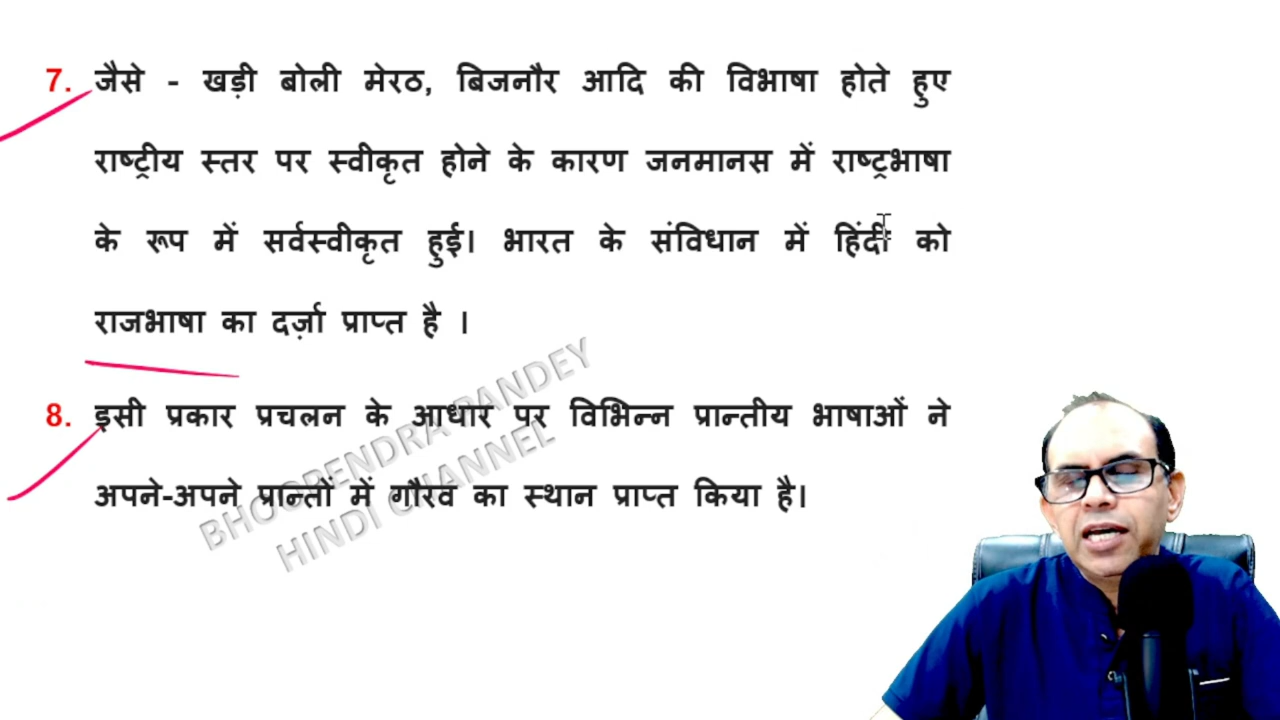 7. जैसे - खड़ी बोली मेरठ, बिजनौर आदि की विभाषा होते हुए
राष्ट्रीय स्तर पर स्वीकृत होने के कारण जनमानस में राष्ट्रभाषा
के रूप में सर्वस्वीकृत हुई। भारत के संविधान में हिंदी को
राजभाषा का दर्ज़ा प्राप्त है ।
8. इसी प्रकार प्रचलन के आधार पर विभिन्न प्रान्तीय भाषाओं ने
अपने-अपने प्रान्तों में गौरव का स्थान प्राप्त किया है।
BHOOPENDRA PANDEY
HINDI CHANNEL